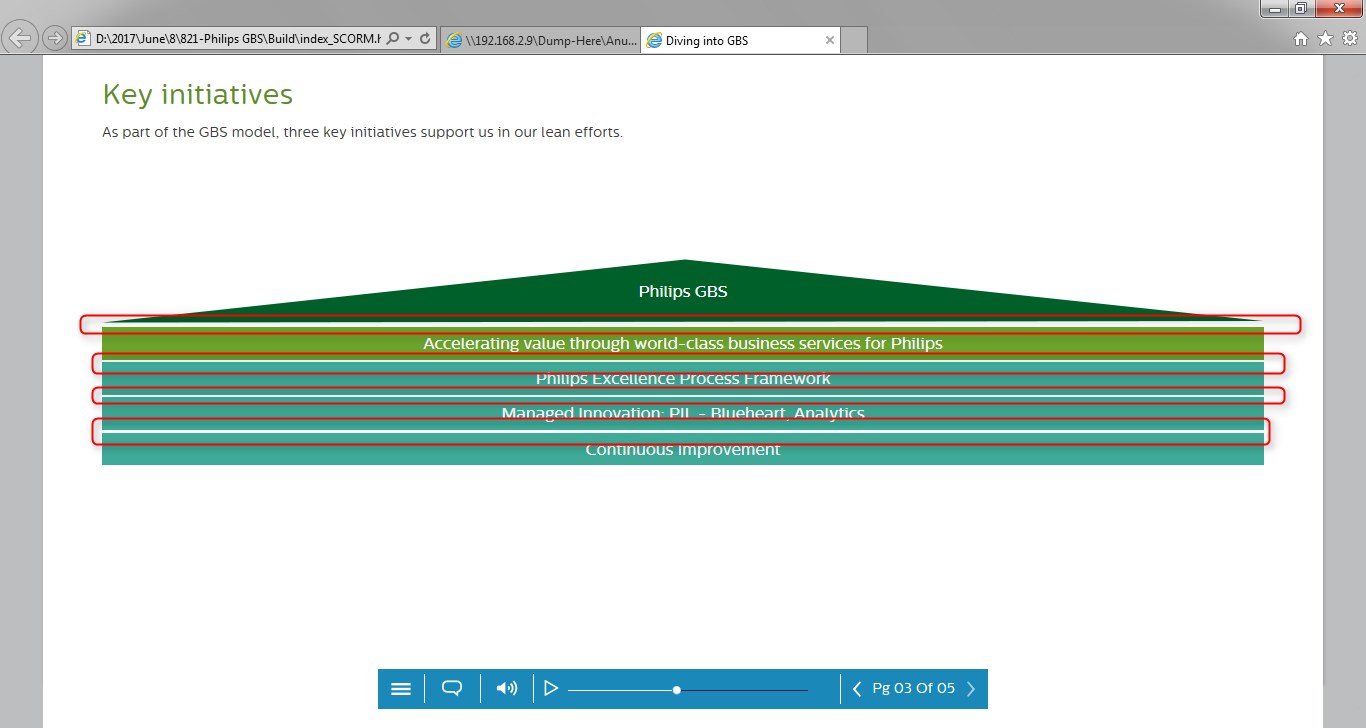 D:\2017\June\8\821-Philips GBS\Build\index_SCORM.h
\\192.168.2.9\Dump-Here\Anu...
Diving into GBS
Key initiatives
As part of the GBS model, three key initiatives support us in our lean efforts.
Philips GBS
Accelerating value through world-class business services for Philips
Philips Excellence Process Framework
Managed Innovation: PIL - Blueheart, Analytics
Continuous Improvement
Pg 03 Of 05